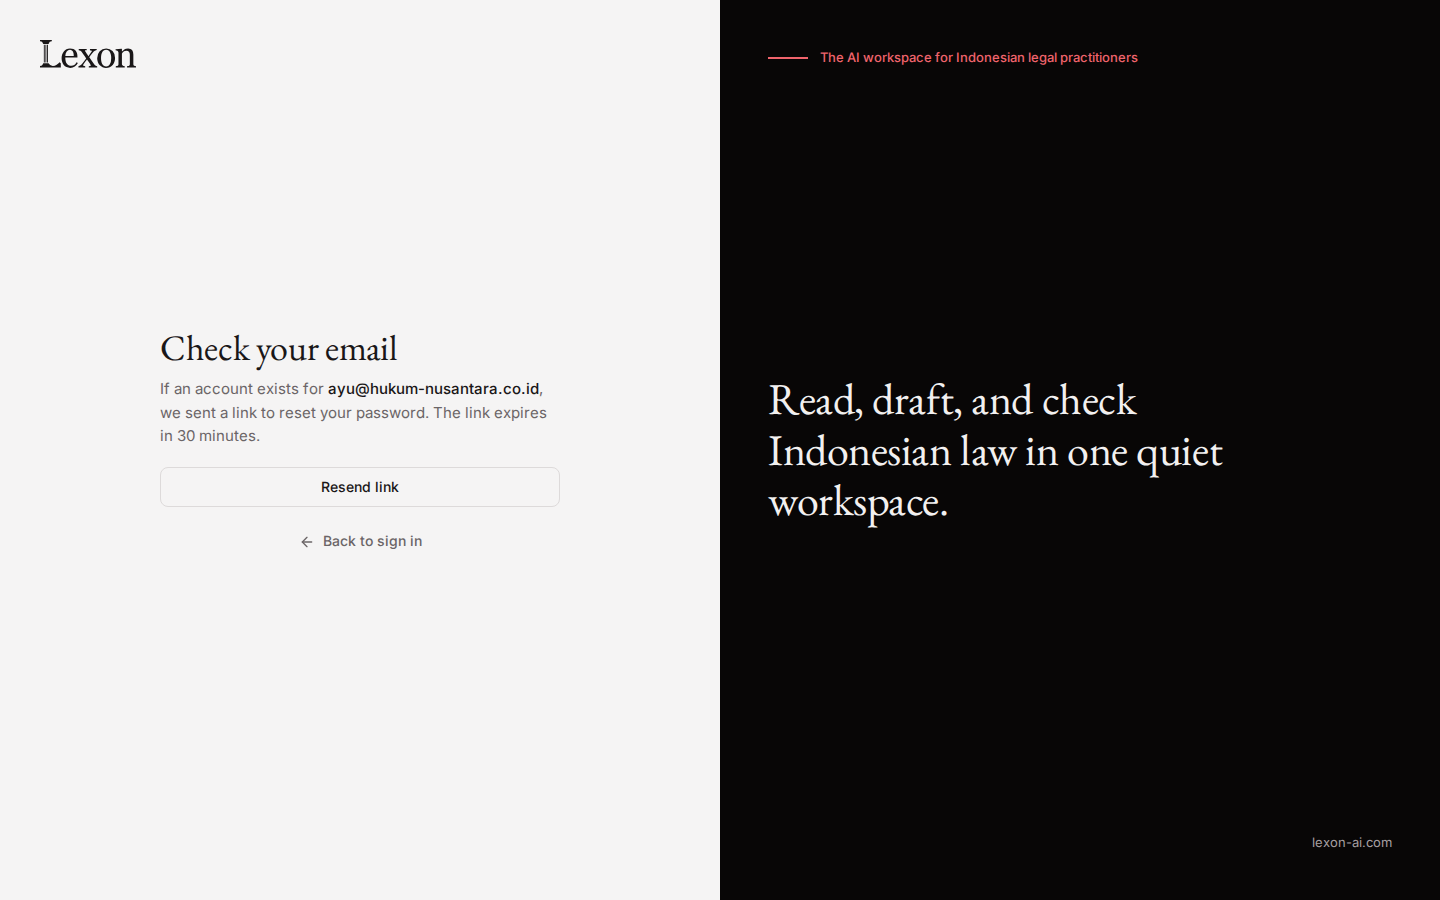 Lexon
Check your email
If an account exists for ayu@hukum-nusantara.co.id,
we sent a link to reset your password. The link expires
in 30 minutes.
Resend link
Back to sign in
The AI workspace for Indonesian legal practitioners
Read, draft, and check
Indonesian law in one quiet
workspace.
lexon-ai.com